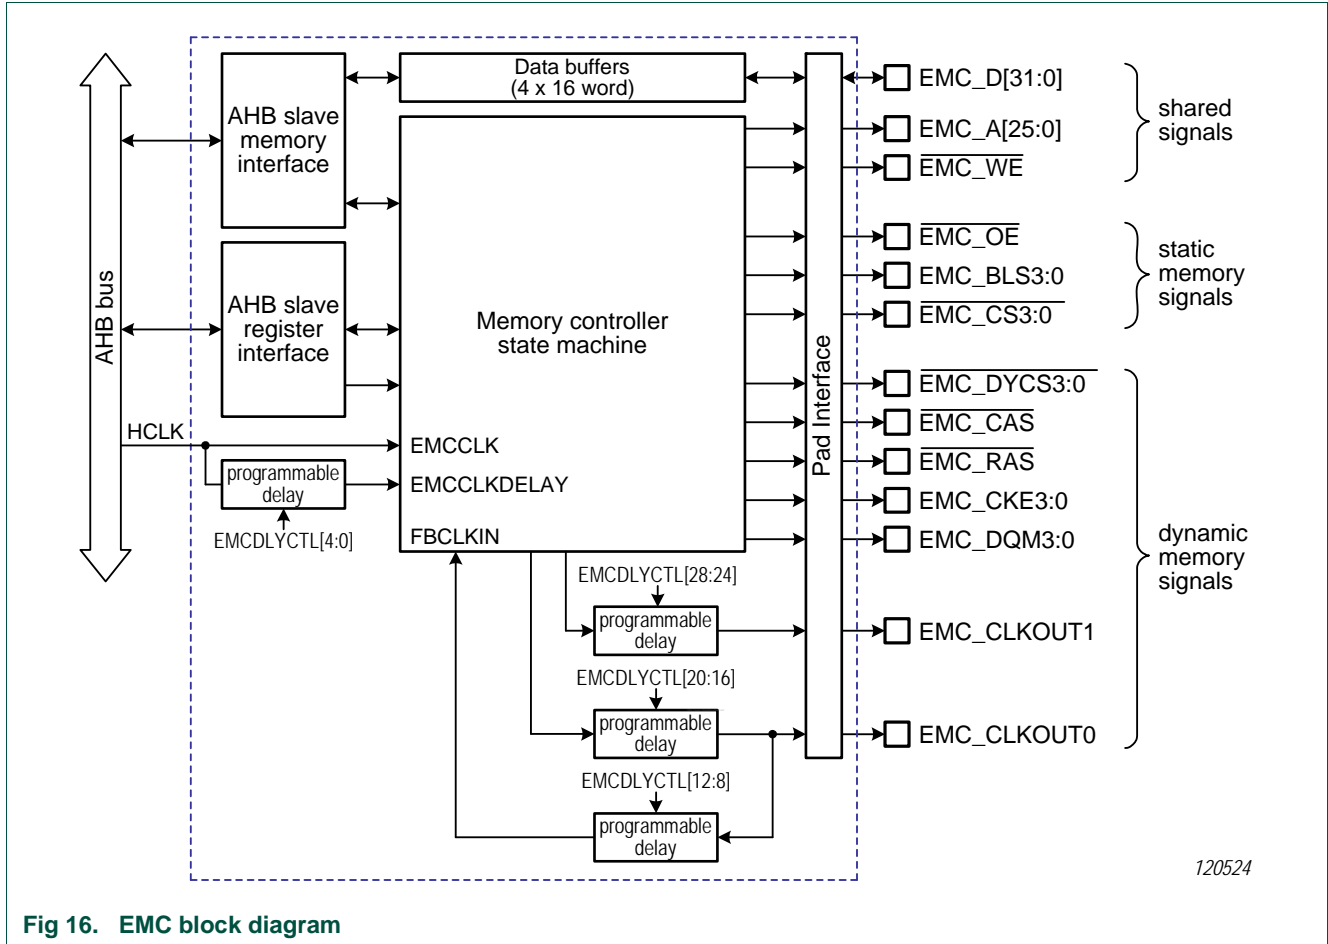 Data buffers
(4 x 16 word)
AHB slave
memory
interface
AHB slave
register
interface
AHB bus
Memory controller
state machine
Pad Interface
HCLK
EMCCLK
programmable
delay
EMCCLKDELAY
EMCDLYCTL[4:0]
FBCLKIN
EMCDLYCTL[28:24]
programmable
delay
EMCDLYCTL[20:16]
programmable
delay
EMCDLYCTL[12:8]
programmable
delay
EMC_D[31:0]
EMC_A[25:0]
EMC_WE
shared
signals
EMC_OE
EMC_BLS3:0
EMC_CS3:0
static
memory
signals
EMC_DYCS3:0
EMC_CAS
EMC_RAS
EMC_CKE3:0
EMC_DQM3:0
EMC_CLKOUT1
EMC_CLKOUT0
dynamic
memory
signals
120524
Fig 16. EMC block diagram